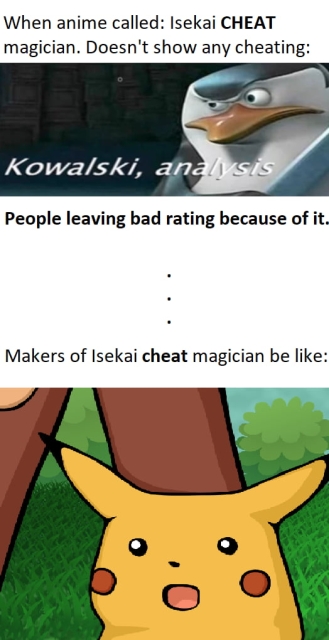 When anime called: Isekai CHEAT
magician. Doesn't show any cheating:
Kowalski, analysis
People leaving bad rating because of it.
.
.
.
Makers of Isekai cheat magician be like: